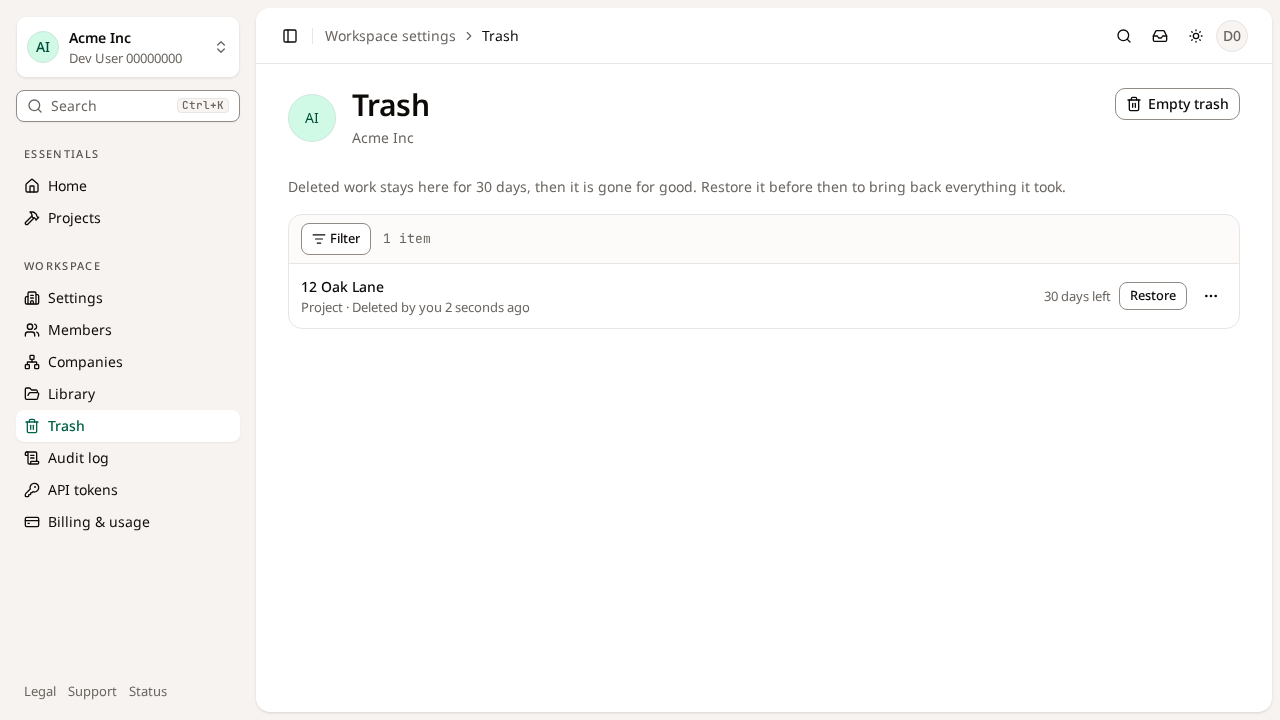 AI
Acme Inc
Dev User 00000000
Search
Ctrl+K
ESSENTIALS
Home
Projects
WORKSPACE
Settings
Members
Companies
Library
Trash
Audit log
API tokens
Billing & usage
Legal Support Status
Workspace settings > Trash
D0
AI
Trash
Acme Inc
Empty trash
Deleted work stays here for 30 days, then it is gone for good. Restore it before then to bring back everything it took.
Filter
1 item
12 Oak Lane
Project · Deleted by you 2 seconds ago
30 days left
Restore